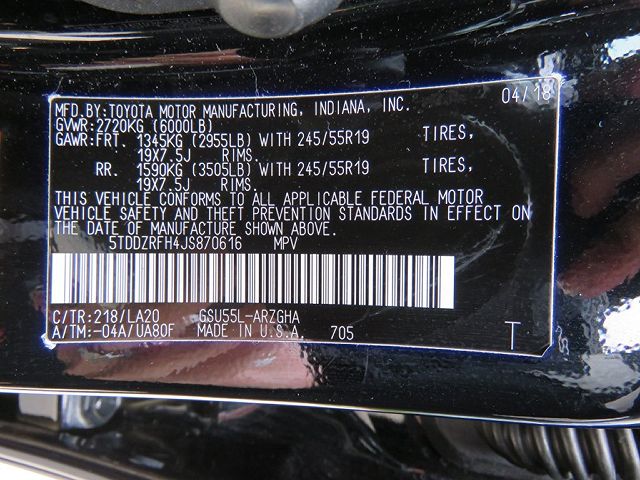 MFD.BY:TOYOTA MOTOR MANUFACTURING, INDIANA, INC. 04/18
GVWR:2720KG (6000LB)
GAWR:FRT. 1345KG (2955LB) WITH 245/55R19 TIRES,
19X7.5J RIMS.
RR. 1590KG (3505LB) WITH 245/55R19 TIRES,
19X7.5J RIMS.
THIS VEHICLE CONFORMS TO ALL APPLICABLE FEDERAL MOTOR
VEHICLE SAFETY AND THEFT PREVENTION STANDARDS IN EFFECT ON
THE DATE OF MANUFACTURE SHOWN ABOVE.
5TDDZRFH4JS870616 MPV
C/TR:218/LA20 GSU55L-ARZGHA
A/TM:-04A/UA80F MADE IN U.S.A. 705 T